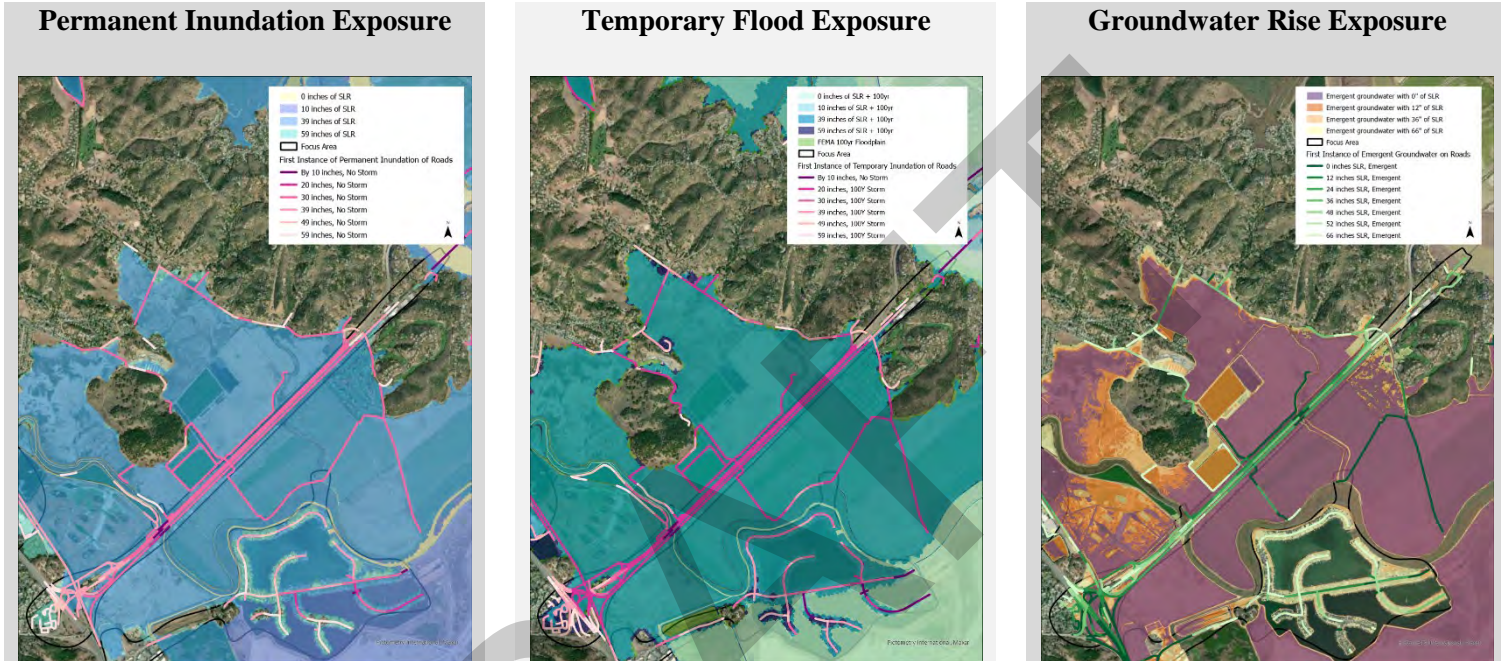 Permanent Inundation Exposure
0 inches of SLR
10 inches of SLR
39 inches of SLR
59 inches of SLR
Focus Area
First Instance of Permanent Inundation of Roads
By 10 inches, No Storm
20 inches, No Storm
30 inches, No Storm
39 inches, No Storm
49 inches, No Storm
59 inches, No Storm
Temporary Flood Exposure
0 inches of SLR + 100yr
10 inches of SLR + 100yr
39 inches of SLR + 100yr
59 inches of SLR + 100yr
FEMA 100yr Floodplain
Focus Area
First Instance of Temporary Inundation of Roads
By 10 inches, No Storm
20 inches, 100Y Storm
30 inches, 100Y Storm
39 inches, 100Y Storm
49 inches, 100Y Storm
59 inches, 100Y Storm
Pictometry International, Maxar
Groundwater Rise Exposure
Emergent groundwater with 0" of SLR
Emergent groundwater with 12" of SLR
Emergent groundwater with 36" of SLR
Emergent groundwater with 66" of SLR
Focus Area
First Instance of Emergent Groundwater on Roads
0 inches SLR, Emergent
12 inches SLR, Emergent
24 inches SLR, Emergent
36 inches SLR, Emergent
48 inches SLR, Emergent
52 inches SLR, Emergent
66 inches SLR, Emergent